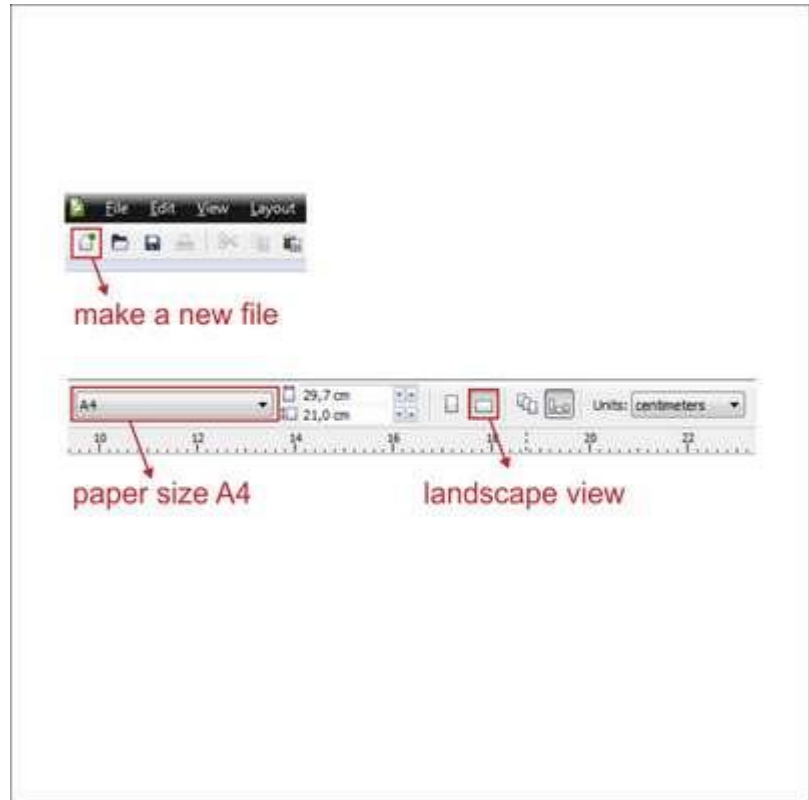 File Edit View Layout
make a new file
A4 29,7 cm Units: centimeters
21,0 cm
10 12 14 16 18 20 22
paper size A4 landscape view